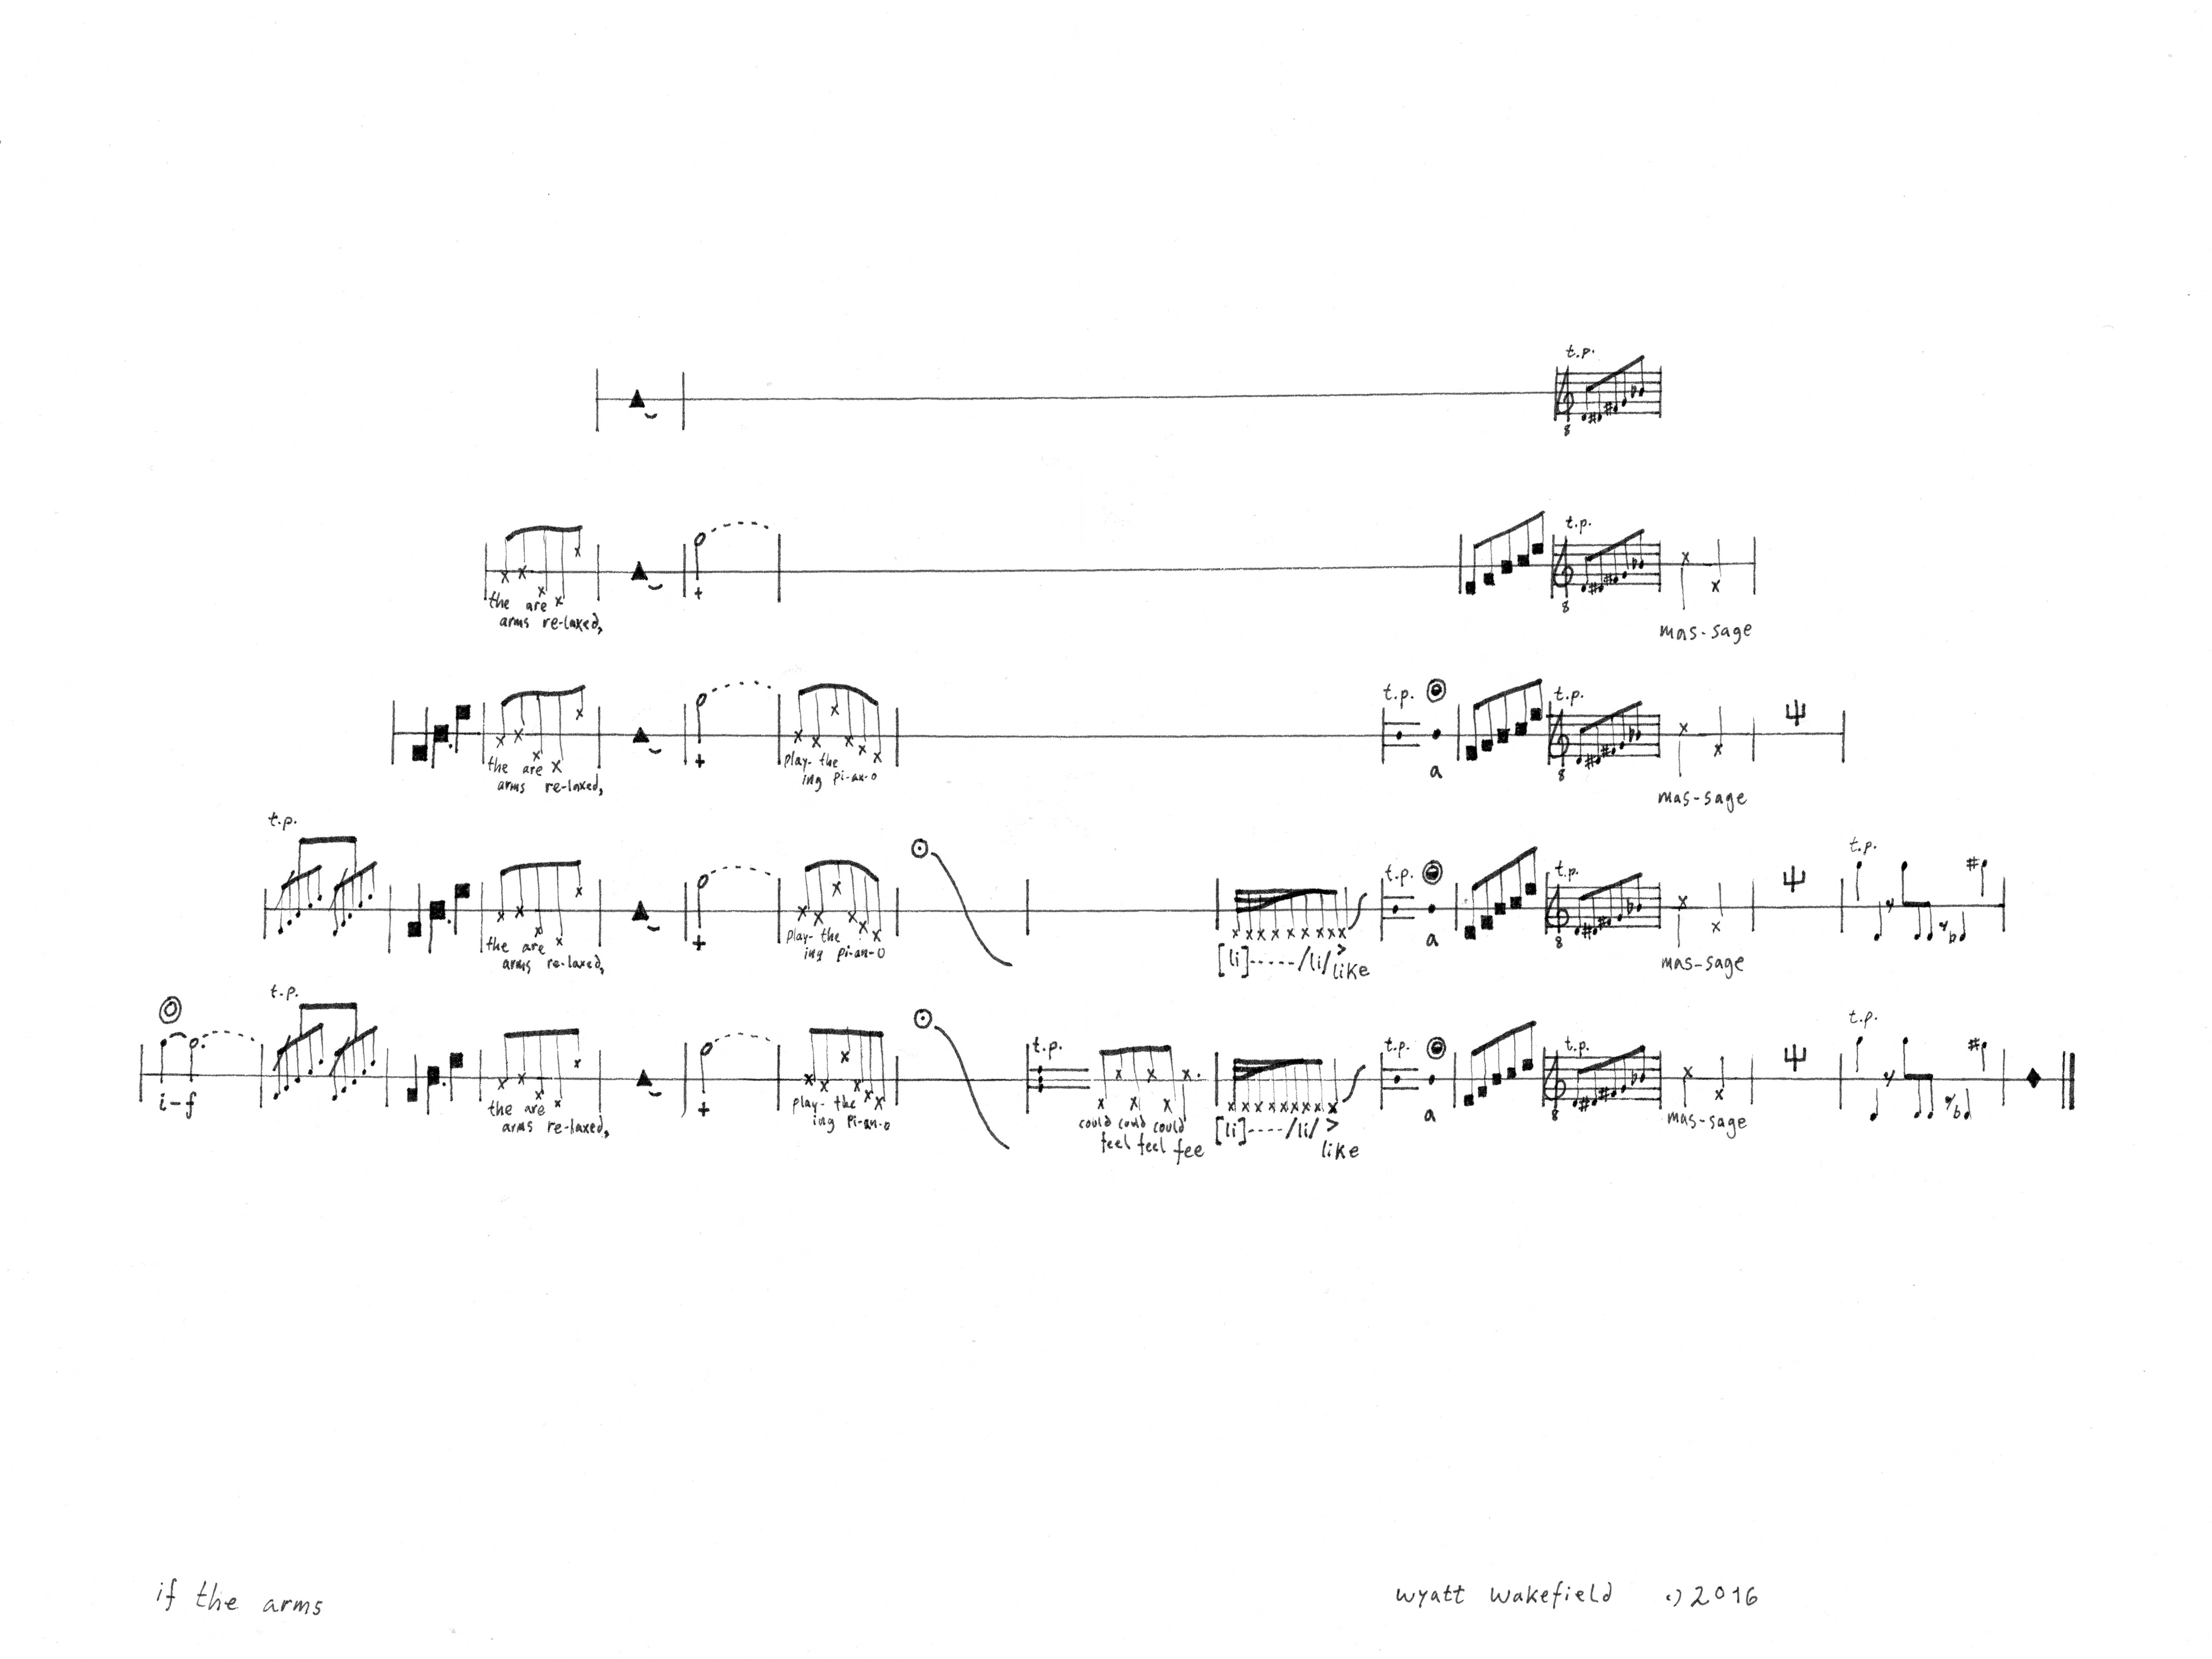 t.p.
8
t.p.
the are
arms re-laxed,
8
mas-sage
t.p. t.p.
the are play- the
arms re-laxed, ing pi-an-o
a 8
mas-sage
t.p. t.p. t.p. t.p.
the are play- the
arms re-laxed, ing pi-an-o
[li]-----/li/ like
a 8
mas-sage
t.p. t.p. t.p. t.p. t.p.
i-f
the are play- the
arms re-laxed, ing pi-an-o
could could could
feel feel fee
[li]----/li/
like
a 8
mas-sage
if the arms
wyatt wakefield 2016